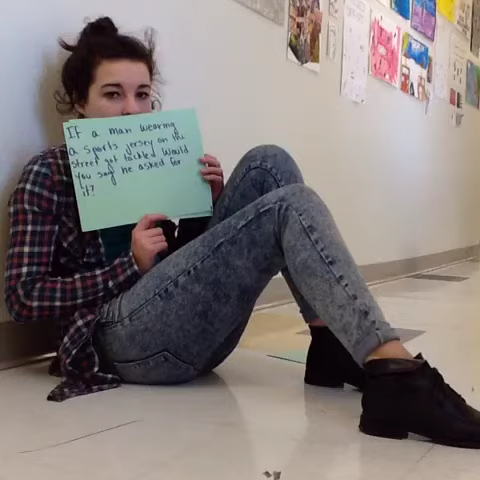 If a man wearing
a sports jersey on the
street got tackled would
you say he asked for
it?